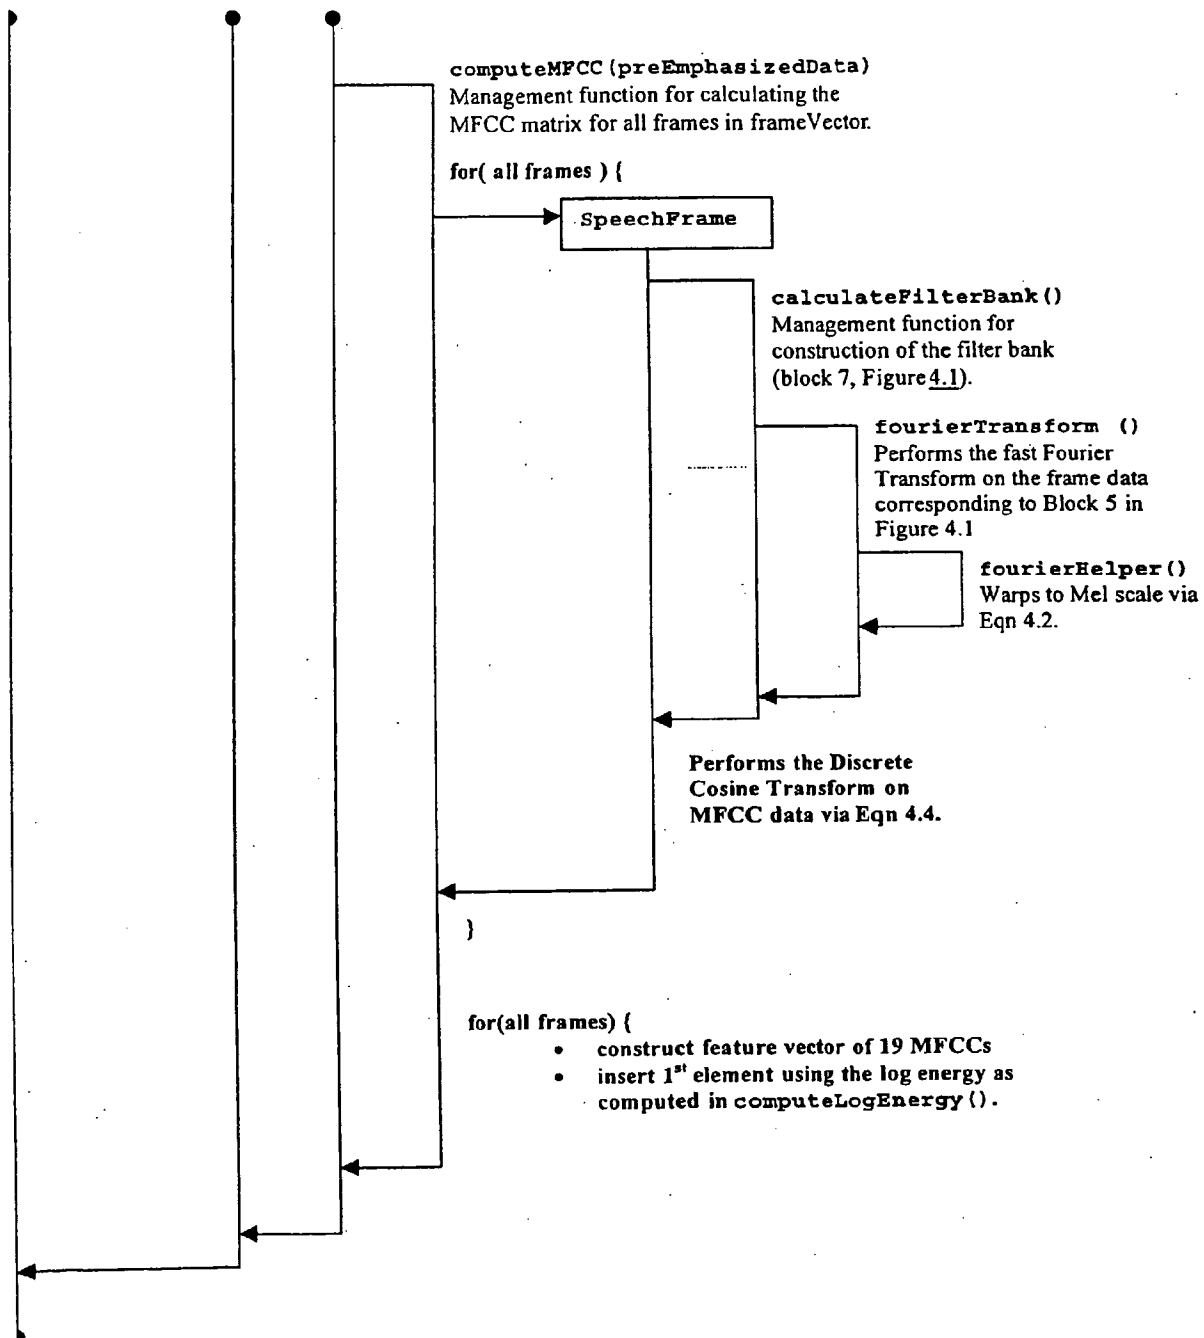 computeMFCC(preEmphasizedData)
Management function for calculating the
MFCC matrix for all frames in frameVector.
for( all frames ) {
SpeechFrame
calculateFilterBank()
Management function for
construction of the filter bank
(block 7, Figure 4.1).
fourierTransform ()
Performs the fast Fourier
Transform on the frame data
corresponding to Block 5 in
Figure 4.1
fourierHelper()
Warps to Mel scale via
Eqn 4.2.
Performs the Discrete
Cosine Transform on
MFCC data via Eqn 4.4.
}
for(all frames) {
• construct feature vector of 19 MFCCs
• insert 1st element using the log energy as
computed in computeLogEnergy().